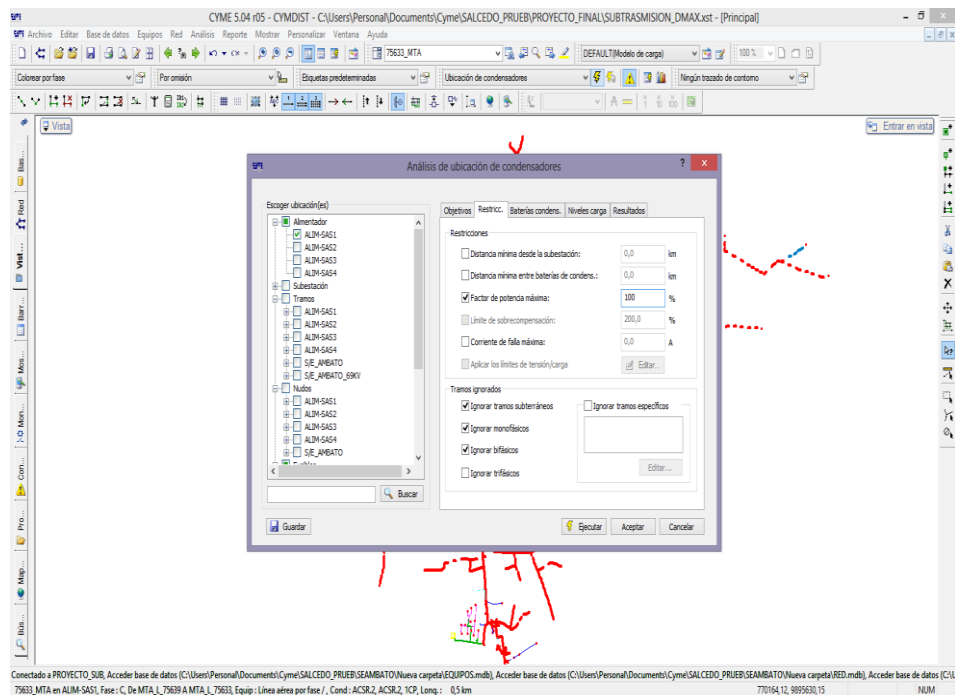 CYME 5.04 r05 - CYMDIST - C:\Users\Personal\Documents\Cyme\SALCEDO_PRUEB\PROYECTO_FINAL\SUBTRASMISION_DMAX.xst - [Principal]
Archivo Editar Base de datos Equipos Red Análisis Reporte Mostrar Personalizar Ventana Ayuda
75633_MTA
DEFAULT(Modelo de carga)
100 %
Colorear por fase
Por omisión
Etiquetas predeterminadas
Ubicación de condensadores
Ningún trazado de contorno
Vista
Entrar en vista
Bas...
Red
Vist...
Barr...
Mos...
Mon...
Con...
Pro...
Map...
Bús...
Análisis de ubicación de condensadores
? x
Escoger ubicación(es)
Alimentador
ALIM-SAS1
ALIM-SAS2
ALIM-SAS3
ALIM-SAS4
Subestación
Tramos
ALIM-SAS1
ALIM-SAS2
ALIM-SAS3
ALIM-SAS4
S/E_AMBATO
S/E_AMBATO_69KV
Nudos
ALIM-SAS1
ALIM-SAS2
ALIM-SAS3
ALIM-SAS4
S/E_AMBATO
Buscar
Objetivos Restricc. Baterías condens. Niveles carga Resultados
Restricciones
Distancia mínima desde la subestación: 0,0 km
Distancia mínima entre baterías de condens.: 0,0 km
Factor de potencia máxima: 100 %
Límite de sobrecompensación: 200,0 %
Corriente de falla máxima: 0,0 A
Aplicar los límites de tensión/carga Editar...
Tramos ignorados
Ignorar tramos subterráneos
Ignorar tramos específicos
Ignorar monofásicos
Ignorar bifásicos
Ignorar trifásicos
Editar...
Guardar
Ejecutar Aceptar Cancelar
Conectado a PROYECTO_SUB, Acceder base de datos (C:\Users\Personal\Documents\Cyme\SALCEDO_PRUEB\SEAMBATO\Nueva carpeta\EQUIPOS.mdb), Acceder base de datos (C:\Users\Personal\Documents\Cyme\SALCEDO_PRUEB\SEAMBATO\Nueva carpeta\RED.mdb), Acceder base de datos (C:\U
75633_MTA en ALIM-SAS1, Fase : C, De MTA_L_75639 A MTA_L_75633, Equip : Línea aérea por fase / , Cond : ACSR.2, ACSR.2, 1CP, Long. : 0,5 km
770164,12, 9895630,15
NUM